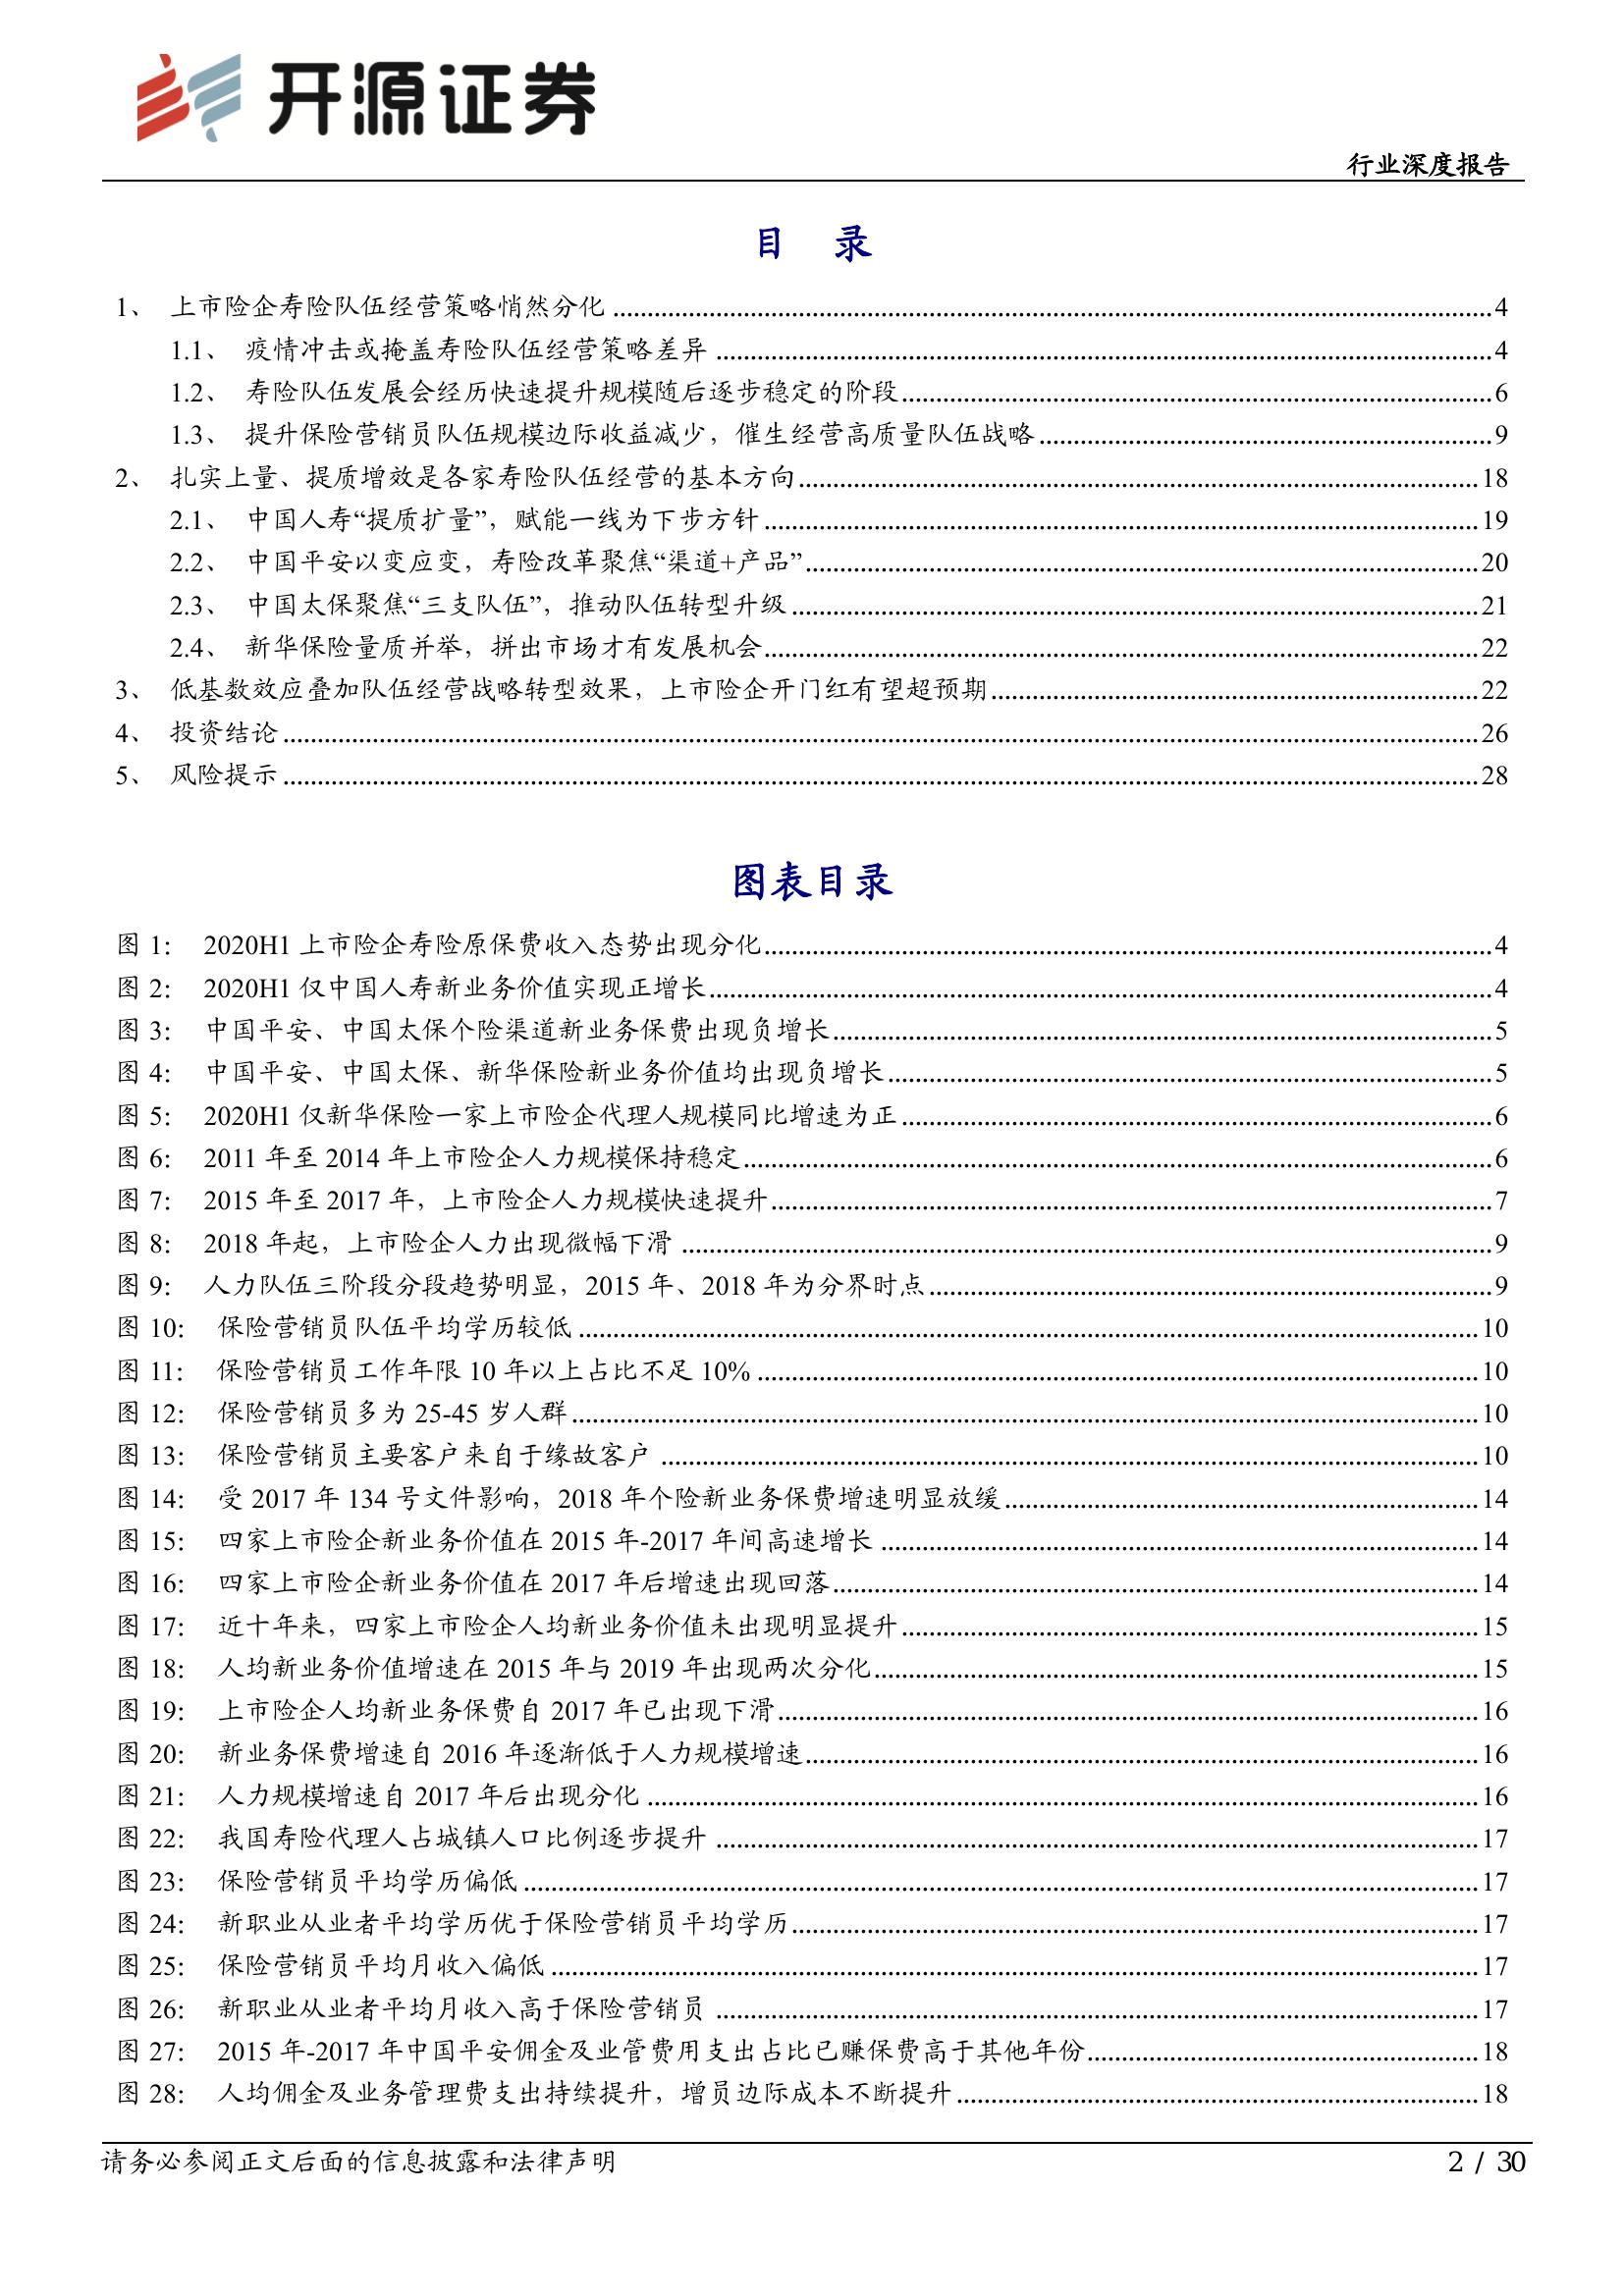 开源证券
行业深度报告
目 录
1、 上市险企寿险队伍经营策略悄然分化 ........ 4
1.1、 疫情冲击或掩盖寿险队伍经营策略差异 ........ 4
1.2、 寿险队伍发展会经历快速提升规模随后逐步稳定的阶段 ........ 6
1.3、 提升保险营销员队伍规模边际收益减少，催生经营高质量队伍战略 ........ 9
2、 扎实上量、提质增效是各家寿险队伍经营的基本方向 ........ 18
2.1、 中国人寿“提质扩量”，赋能一线为下步方针 ........ 19
2.2、 中国平安以变应变，寿险改革聚焦“渠道+产品” ........ 20
2.3、 中国太保聚焦“三支队伍”，推动队伍转型升级 ........ 21
2.4、 新华保险量质并举，拼出市场才有发展机会 ........ 22
3、 低基数效应叠加队伍经营战略转型效果，上市险企开门红有望超预期 ........ 22
4、 投资结论 ........ 26
5、 风险提示 ........ 28
图表目录
图 1： 2020H1 上市险企寿险原保费收入态势出现分化 ........ 4
图 2： 2020H1 仅中国人寿新业务价值实现正增长 ........ 4
图 3： 中国平安、中国太保个险渠道新业务保费出现负增长 ........ 5
图 4： 中国平安、中国太保、新华保险新业务价值均出现负增长 ........ 5
图 5： 2020H1 仅新华保险一家上市险企代理人规模同比增速为正 ........ 6
图 6： 2011 年至 2014 年上市险企人力规模保持稳定 ........ 6
图 7： 2015 年至 2017 年，上市险企人力规模快速提升 ........ 7
图 8： 2018 年起，上市险企人力出现微幅下滑 ........ 9
图 9： 人力队伍三阶段分段趋势明显，2015 年、2018 年为分界时点 ........ 9
图 10： 保险营销员队伍平均学历较低 ........ 10
图 11： 保险营销员工作年限 10 年以上占比不足 10% ........ 10
图 12： 保险营销员多为 25-45 岁人群 ........ 10
图 13： 保险营销员主要客户来自于缘故客户 ........ 10
图 14： 受 2017 年 134 号文件影响，2018 年个险新业务保费增速明显放缓 ........ 14
图 15： 四家上市险企新业务价值在 2015 年-2017 年间高速增长 ........ 14
图 16： 四家上市险企新业务价值在 2017 年后增速出现回落 ........ 14
图 17： 近十年来，四家上市险企人均新业务价值未出现明显提升 ........ 15
图 18： 人均新业务价值增速在 2015 年与 2019 年出现两次分化 ........ 15
图 19： 上市险企人均新业务保费自 2017 年已出现下滑 ........ 16
图 20： 新业务保费增速自 2016 年逐渐低于人力规模增速 ........ 16
图 21： 人力规模增速自 2017 年后出现分化 ........ 16
图 22： 我国寿险代理人占城镇人口比例逐步提升 ........ 17
图 23： 保险营销员平均学历偏低 ........ 17
图 24： 新职业从业者平均学历优于保险营销员平均学历 ........ 17
图 25： 保险营销员平均月收入偏低 ........ 17
图 26： 新职业从业者平均月收入高于保险营销员 ........ 17
图 27： 2015 年-2017 年中国平安佣金及业管费用支出占比已赚保费高于其他年份 ........ 18
图 28： 人均佣金及业务管理费支出持续提升，增员边际成本不断提升 ........ 18
请务必参阅正文后面的信息披露和法律声明
2 / 30